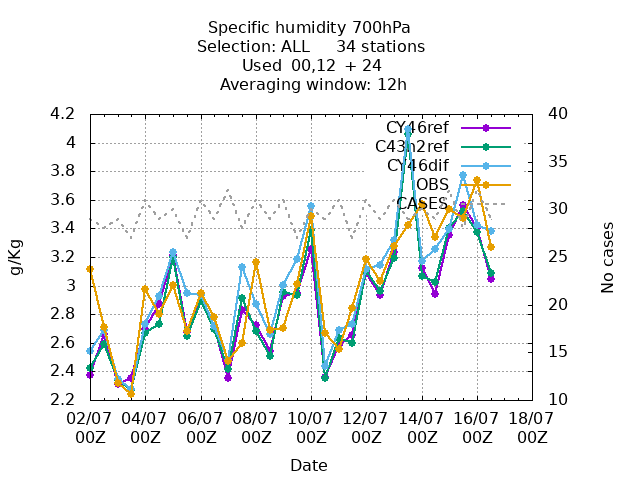 Specific humidity 700hPa
Selection: ALL 34 stations
Used 00,12 + 24
Averaging window: 12h
4.2
4
3.8
3.6
3.4
3.2
3
2.8
2.6
2.4
2.2
g/Kg
40
35
30
25
20
15
10
No cases
CY46ref
C43h2ref
CY46dif
OBS
CASES
02/07 04/07 06/07 08/07 10/07 12/07 14/07 16/07 18/07
00Z 00Z 00Z 00Z 00Z 00Z 00Z 00Z 00Z
Date